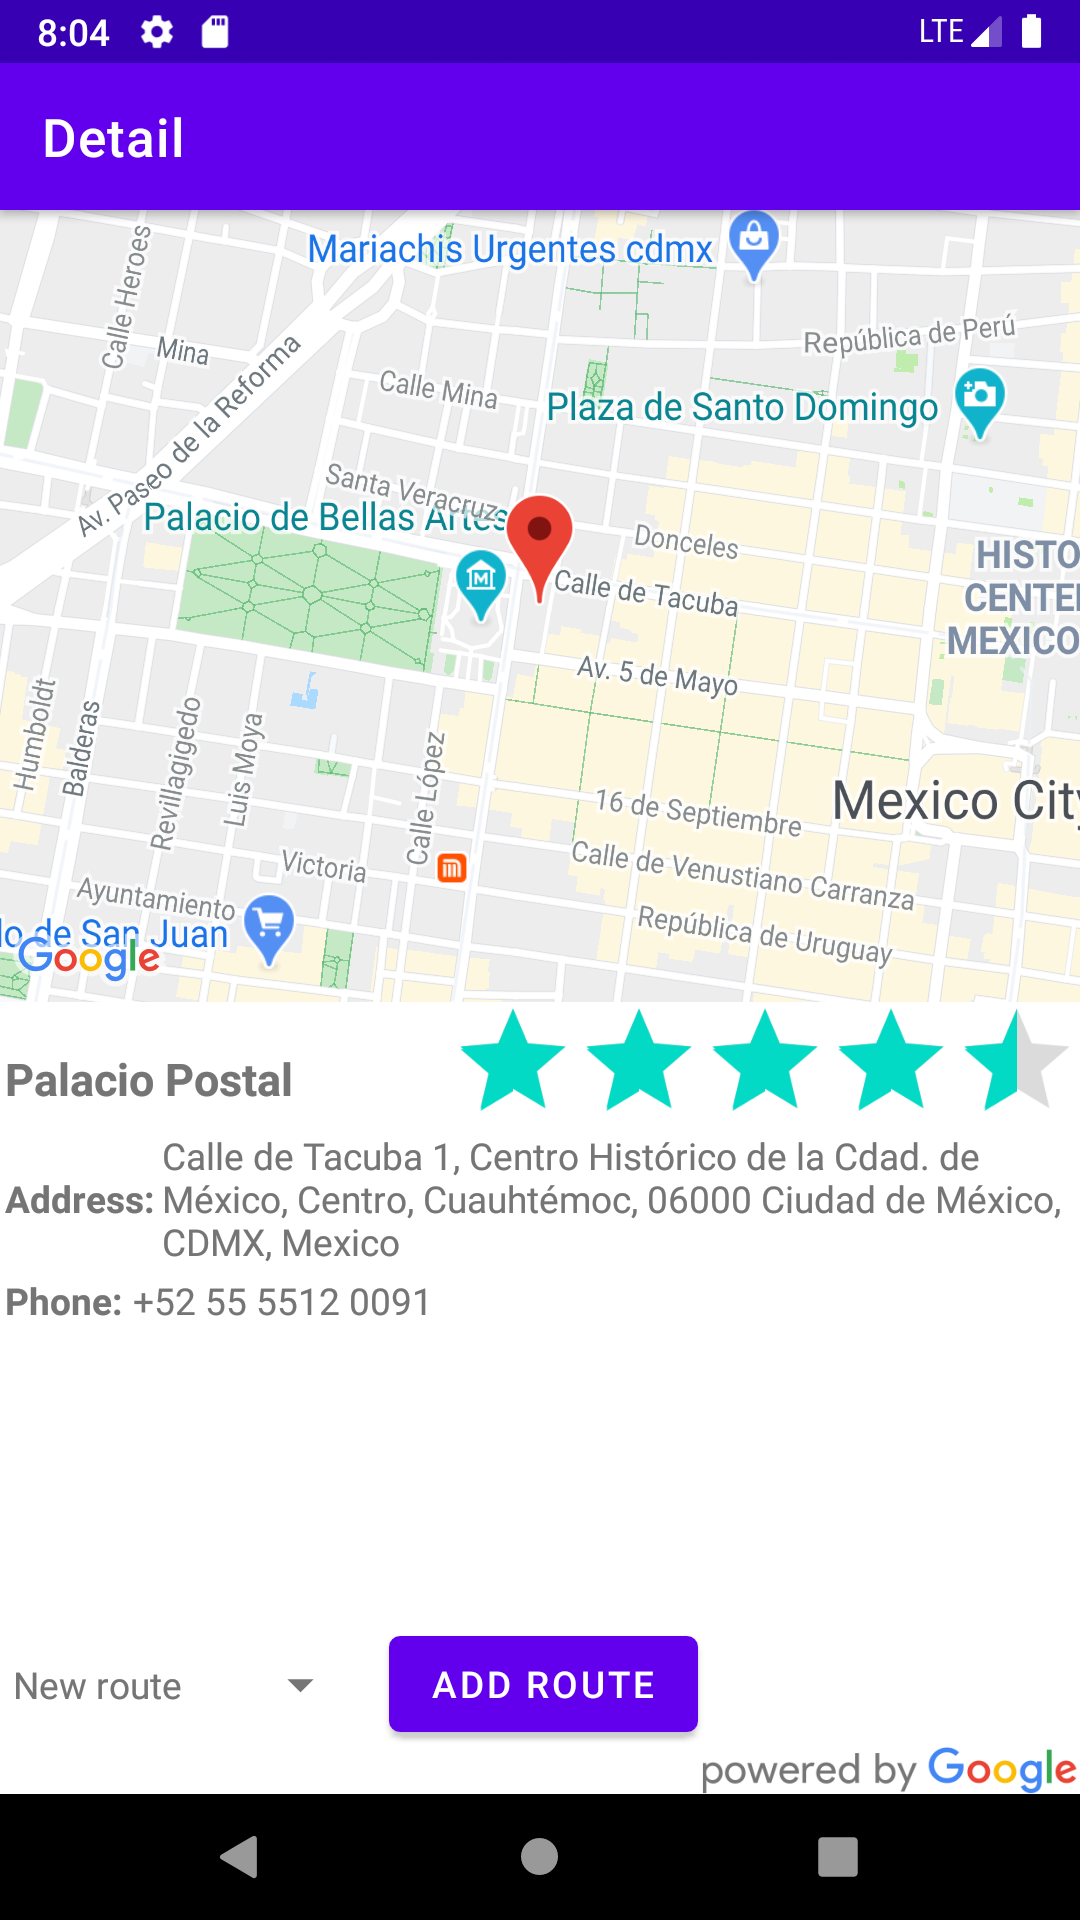 8:04
LTE
Detail
Mariachis Urgentes cdmx
Calle Heroes
Mina
República de Perú
Av. Paseo de la Reforma
Calle Mina
Plaza de Santo Domingo
Santa Veracruz
Palacio de Bellas Artes
Donceles
HISTO
CENTE
MEXICO
Calle de Tacuba
Av. 5 de Mayo
Humboldt
Balderas
Revillagigedo
Luis Moya
Calle López
16 de Septiembre
Mexico City
Victoria
Calle de Venustiano Carranza
Ayuntamiento
República de Uruguay
lo de San Juan
Google
Palacio Postal
Calle de Tacuba 1, Centro Histórico de la Cdad. de
Address: México, Centro, Cuauhtémoc, 06000 Ciudad de México,
CDMX, Mexico
Phone: +52 55 5512 0091
New route
ADD ROUTE
powered by Google